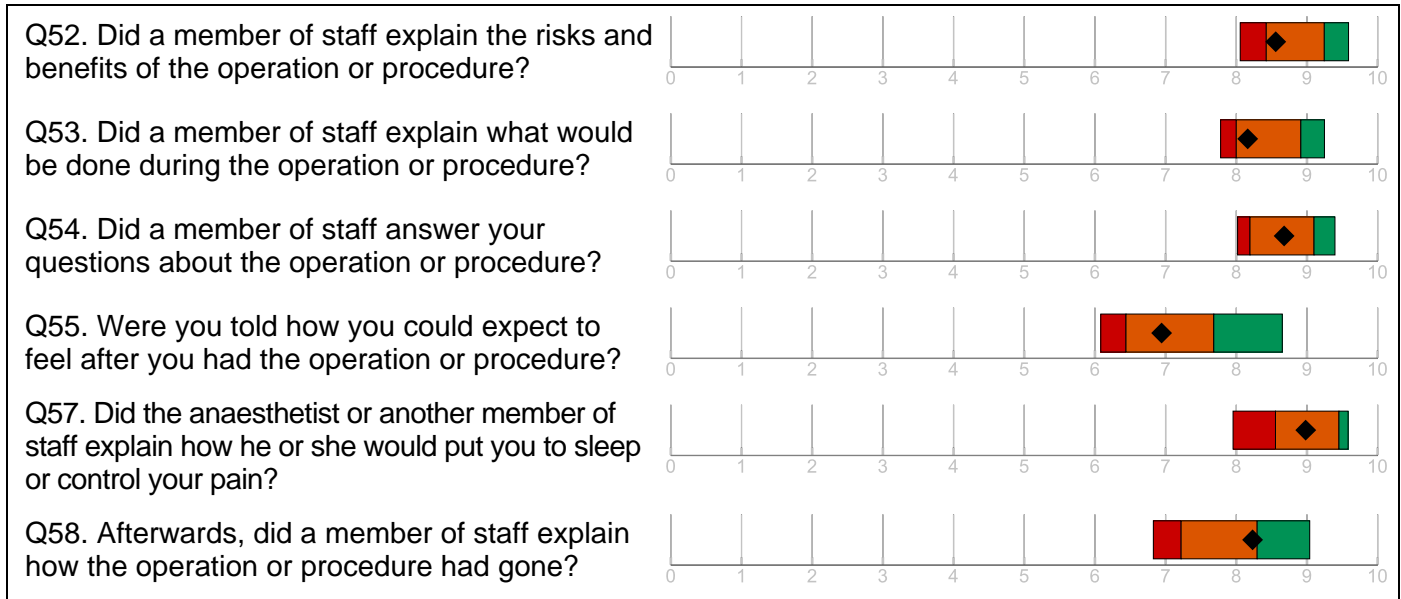 Q52. Did a member of staff explain the risks and
benefits of the operation or procedure?
0 1 2 3 4 5 6 7 8 9 10
Q53. Did a member of staff explain what would
be done during the operation or procedure?
0 1 2 3 4 5 6 7 8 9 10
Q54. Did a member of staff answer your
questions about the operation or procedure?
0 1 2 3 4 5 6 7 8 9 10
Q55. Were you told how you could expect to
feel after you had the operation or procedure?
0 1 2 3 4 5 6 7 8 9 10
Q57. Did the anaesthetist or another member of
staff explain how he or she would put you to sleep
or control your pain?
0 1 2 3 4 5 6 7 8 9 10
Q58. Afterwards, did a member of staff explain
how the operation or procedure had gone?
0 1 2 3 4 5 6 7 8 9 10